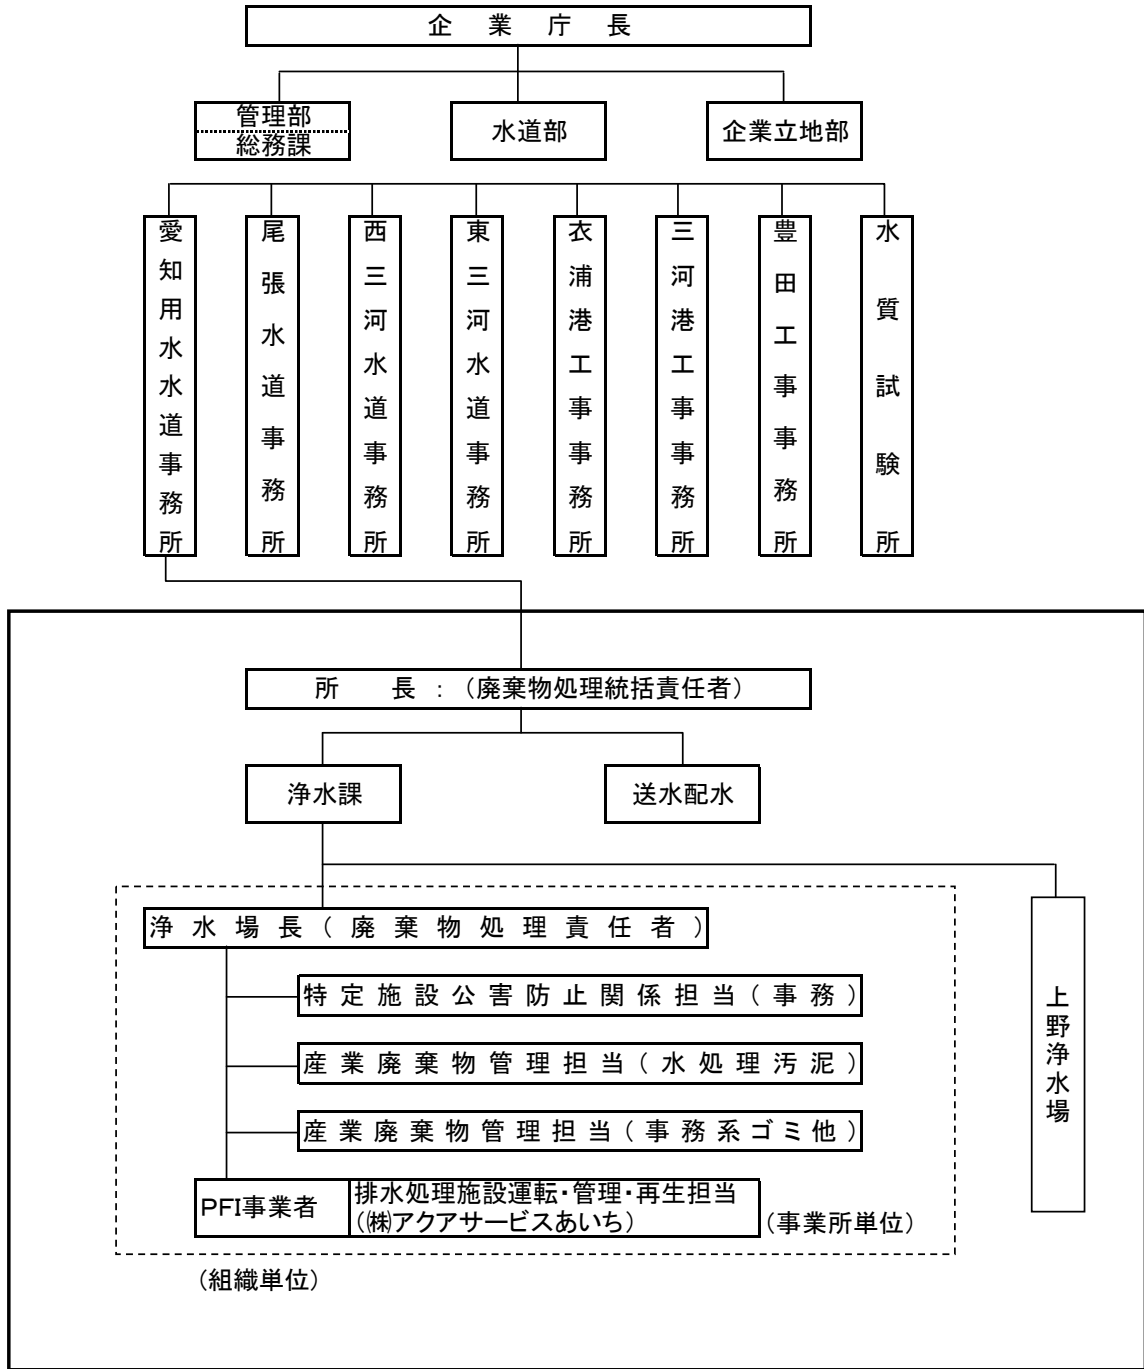 企業庁長
管理部
総務課
水道部
企業立地部
愛知用水水道事務所
尾張水道事務所
西三河水道事務所
東三河水道事務所
衣浦港工事事務所
三河港工事事務所
豊田工事事務所
水質試験所
所長：（廃棄物処理統括責任者）
浄水課
送水配水
浄水場長（廃棄物処理責任者）
特定施設公害防止関係担当（事務）
産業廃棄物管理担当（水処理汚泥）
産業廃棄物管理担当（事務系ゴミ他）
PFI事業者
排水処理施設運転・管理・再生担当
（㈱アクアサービスあいち）
（事業所単位）
上野浄水場
（組織単位）